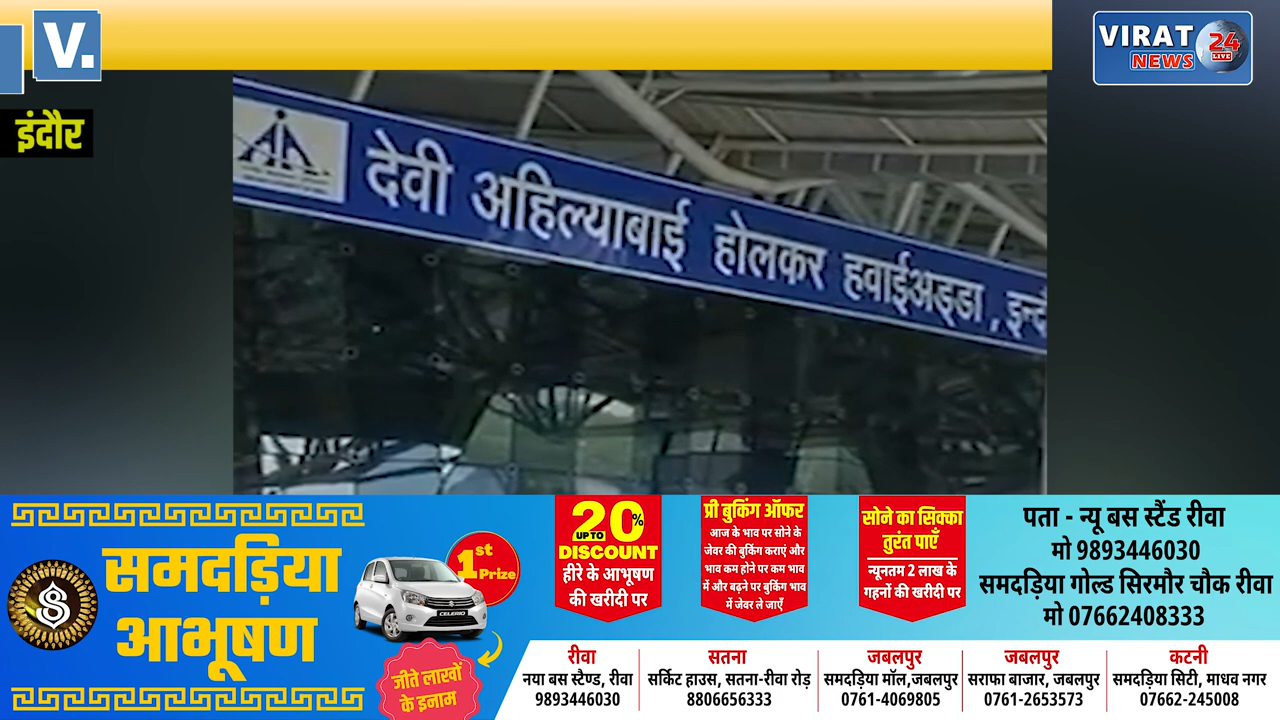 V.
VIRAT
NEWS
24
LIVE
इंदौर
देवी अहिल्याबाई होलकर हवाईअड्डा, इन्द
समदड़िया
आभूषण
1st
Prize
CELERIO
जीते लाखों
के इनाम
UP TO 20%
DISCOUNT
हीरे के आभूषण
की खरीदी पर
प्री बुकिंग ऑफर
आज के भाव पर सोने के
जेवर की बुकिंग कराएं और
भाव कम होने पर कम भाव
में और बढ़ने पर बुकिंग भाव
में जेवर ले जाएँ
सोने का सिक्का
तुरंत पाएँ
न्यूनतम 2 लाख के
गहनों की खरीदी पर
पता - न्यू बस स्टैंड रीवा
मो 9893446030
समदड़िया गोल्ड सिरमौर चौक रीवा
मो 07662408333
रीवा
नया बस स्टैण्ड, रीवा
9893446030
सतना
सर्किट हाउस, सतना-रीवा रोड़
8806656333
जबलपुर
समदड़िया मॉल,जबलपुर
0761-4069805
जबलपुर
सराफा बाजार, जबलपुर
0761-2653573
कटनी
समदड़िया सिटी, माधव नगर
07662-245008